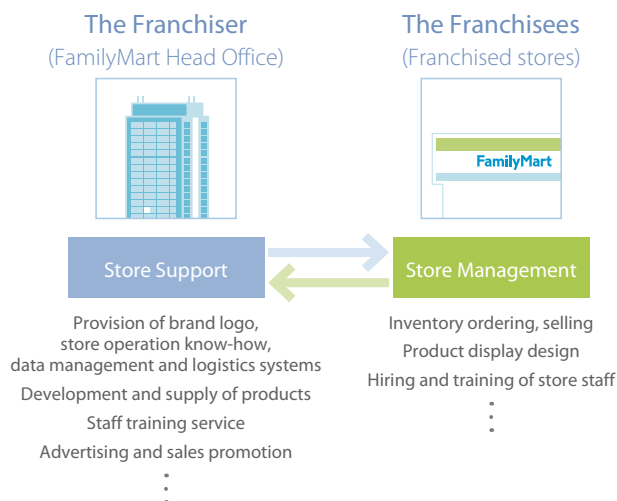 The Franchiser
(FamilyMart Head Office)
Store Support
Provision of brand logo,
store operation know-how,
data management and logistics systems
Development and supply of products
Staff training service
Advertising and sales promotion
The Franchisees
(Franchised stores)
FamilyMart
Store Management
Inventory ordering, selling
Product display design
Hiring and training of store staff